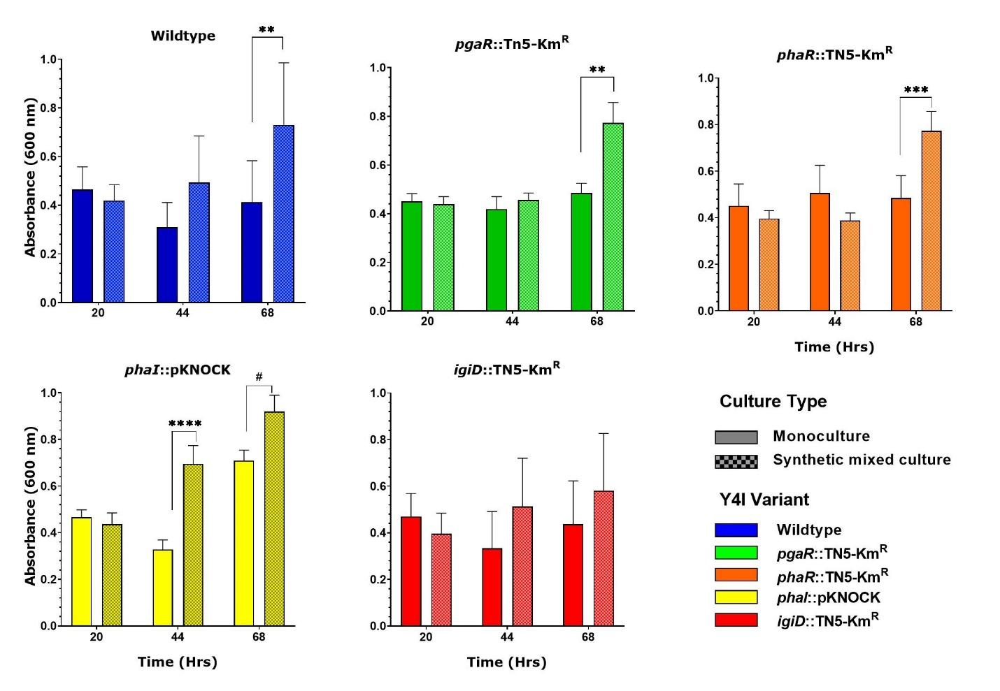 Wildtype
**
Absorbance (600 nm)
1.0
0.8
0.6
0.4
0.2
0.0
20 44 68
pgaR::Tn5-KmR
**
1.0
0.8
0.6
0.4
0.2
0.0
20 44 68
phaR::TN5-KmR
***
1.0
0.8
0.6
0.4
0.2
0.0
20 44 68
Time (Hrs)
phaI::pKNOCK
#
****
Absorbance (600 nm)
1.0
0.8
0.6
0.4
0.2
0.0
20 44 68
Time (Hrs)
igiD::TN5-KmR
1.0
0.8
0.6
0.4
0.2
0.0
20 44 68
Time (Hrs)
Culture Type
Monoculture
Synthetic mixed culture
Y4I Variant
Wildtype
pgaR::TN5-KmR
phaR::TN5-KmR
phaI::pKNOCK
igiD::TN5-KmR